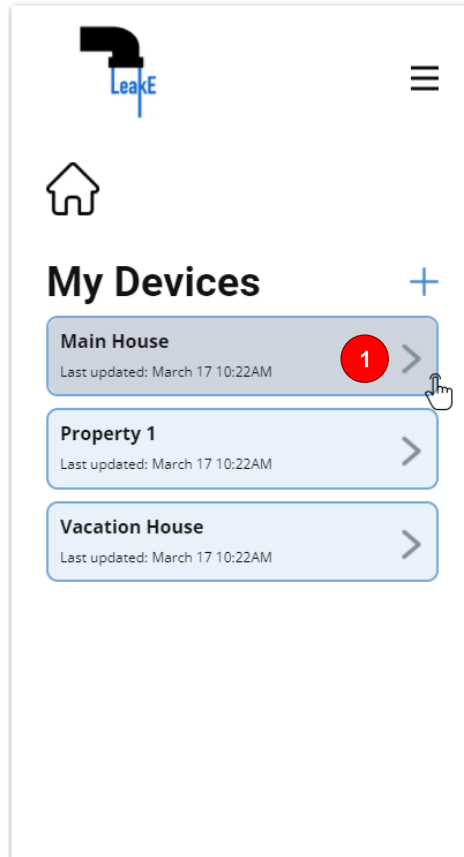 LeakE
My Devices
Main House
Last updated: March 17 10:22AM
1
Property 1
Last updated: March 17 10:22AM
Vacation House
Last updated: March 17 10:22AM